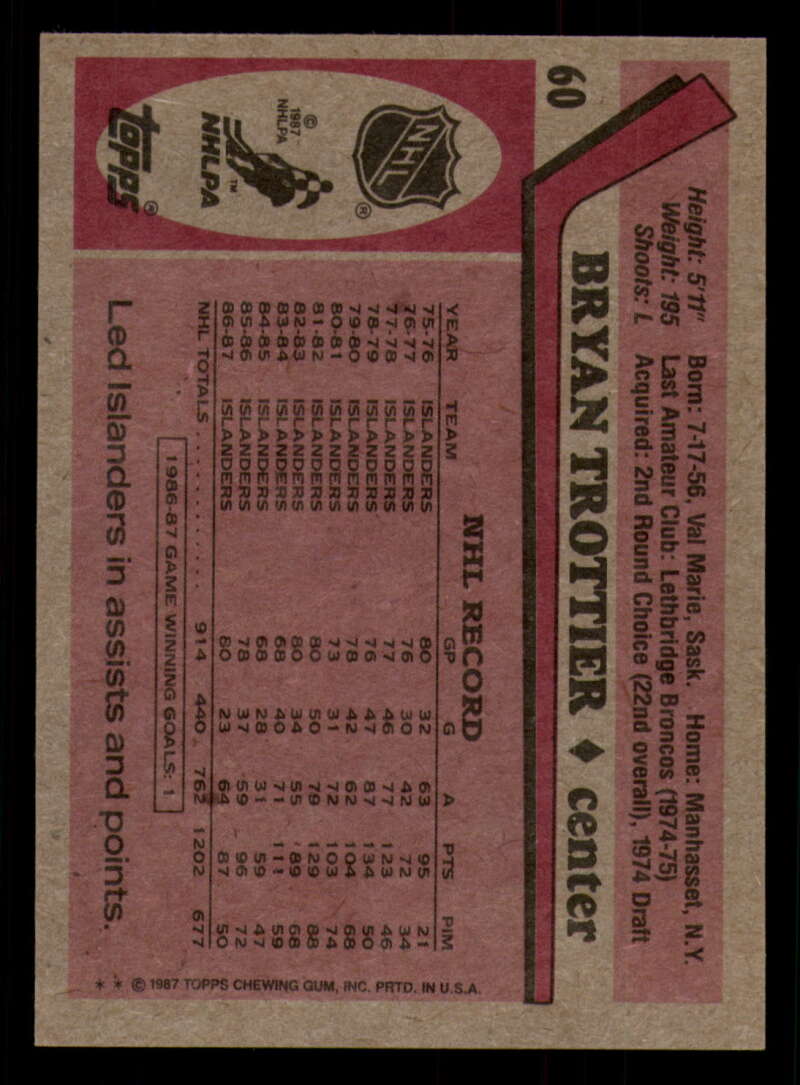 60
Height: 5'11" Born: 7-17-56, Val Marie, Sask. Home: Manhasset, N.Y.
Weight: 195 Last Amateur Club: Lethbridge Broncos (1974-75)
Shoots: L Acquired: 2nd Round Choice (22nd overall), 1974 Draft
BRYAN TROTTIER ♦ center
NHL
®
© 1987 NHLPA
NHLPA
™
TOPPS®
NHL RECORD
YEAR TEAM GP G A PTS PIM
75-76 ISLANDERS 80 32 63 95 21
76-77 ISLANDERS 76 30 42 72 34
77-78 ISLANDERS 77 46 77 123 46
78-79 ISLANDERS 76 47 87 134 50
79-80 ISLANDERS 78 42 62 104 68
80-81 ISLANDERS 73 31 72 103 74
81-82 ISLANDERS 80 50 79 129 88
82-83 ISLANDERS 80 34 55 89 68
83-84 ISLANDERS 68 40 71 111 59
84-85 ISLANDERS 68 28 31 59 47
85-86 ISLANDERS 78 37 59 96 72
86-87 ISLANDERS 80 23 64 87 50
NHL TOTALS . . . . . . . . . . 914 440 762 1202 677
1986-87 GAME WINNING GOALS: 1
Led Islanders in assists and points.
* * © 1987 TOPPS CHEWING GUM, INC. PRTD. IN U.S.A.